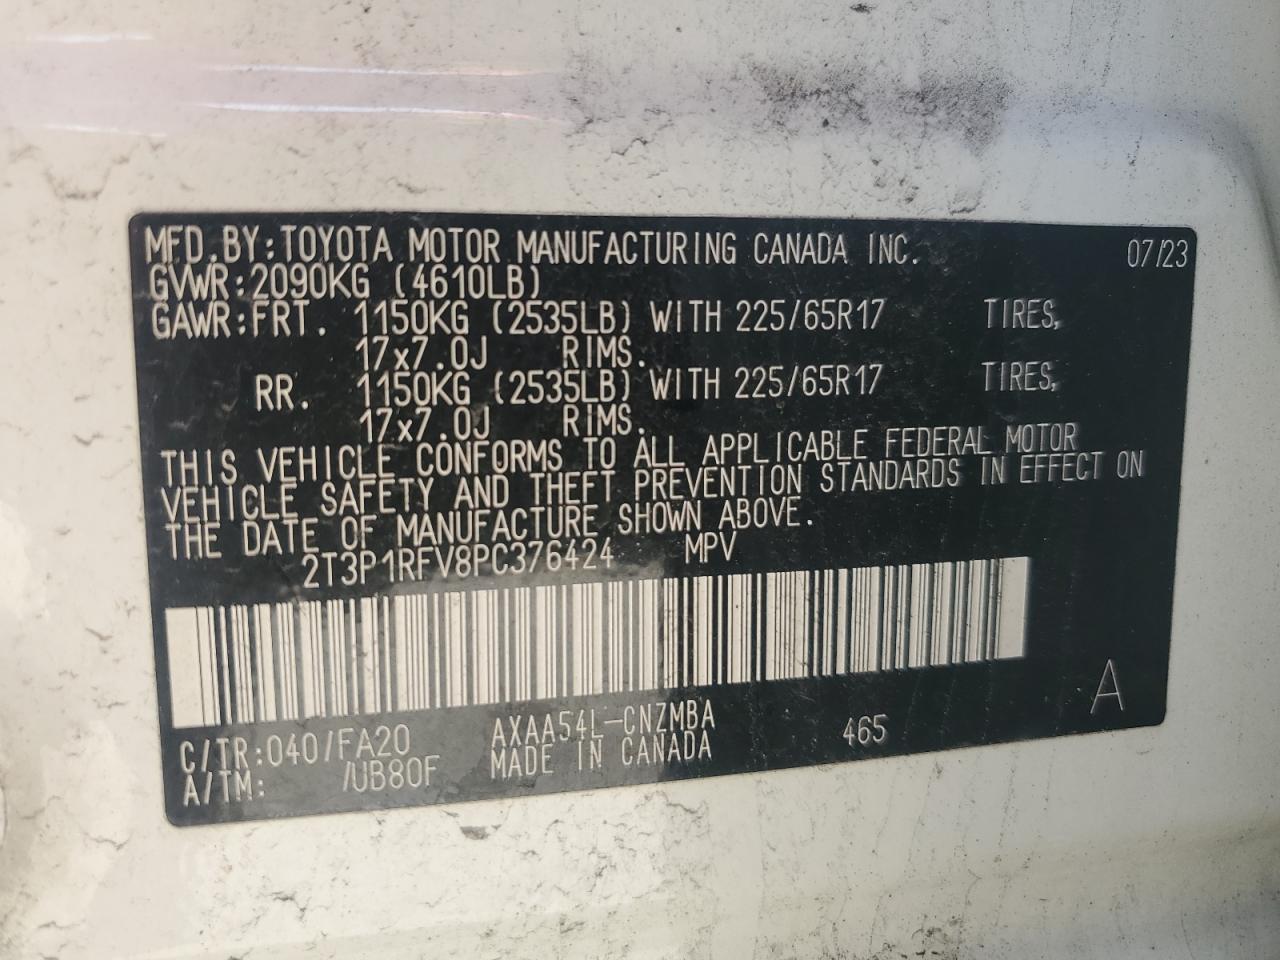 MFD.BY:TOYOTA MOTOR MANUFACTURING CANADA INC. 07/23
GVWR:2090KG (4610LB)
GAWR:FRT. 1150KG (2535LB) WITH 225/65R17 TIRES,
17x7.0J RIMS.
RR. 1150KG (2535LB) WITH 225/65R17 TIRES,
17x7.0J RIMS.
THIS VEHICLE CONFORMS TO ALL APPLICABLE FEDERAL MOTOR
VEHICLE SAFETY AND THEFT PREVENTION STANDARDS IN EFFECT ON
THE DATE OF MANUFACTURE SHOWN ABOVE.
2T3P1RFV8PC376424 MPV
A
C/TR:040/FA20 AXAA54L-CNZMBA 465
A/TM: /UB80F MADE IN CANADA